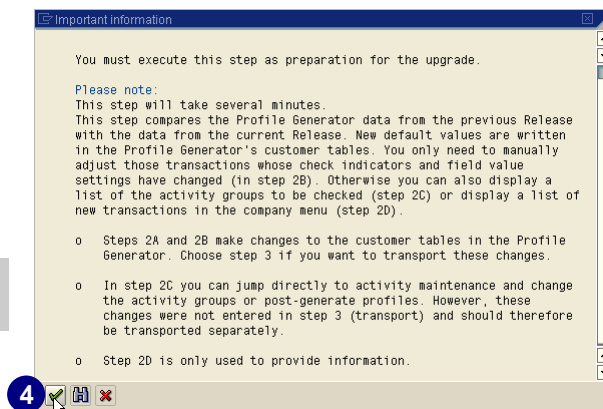 Important information
You must execute this step as preparation for the upgrade.
Please note:
This step will take several minutes.
This step compares the Profile Generator data from the previous Release
with the data from the current Release. New default values are written
in the Profile Generator's customer tables. You only need to manually
adjust those transactions whose check indicators and field value
settings have changed (in step 2B). Otherwise you can also display a
list of the activity groups to be checked (step 2C) or display a list of
new transactions in the company menu (step 2D).
o Steps 2A and 2B make changes to the customer tables in the Profile
Generator. Choose step 3 if you want to transport these changes.
o In step 2C you can jump directly to activity maintenance and change
the activity groups or post-generate profiles. However, these
changes were not entered in step 3 (transport) and should therefore
be transported separately.
o Step 2D is only used to provide information.
4